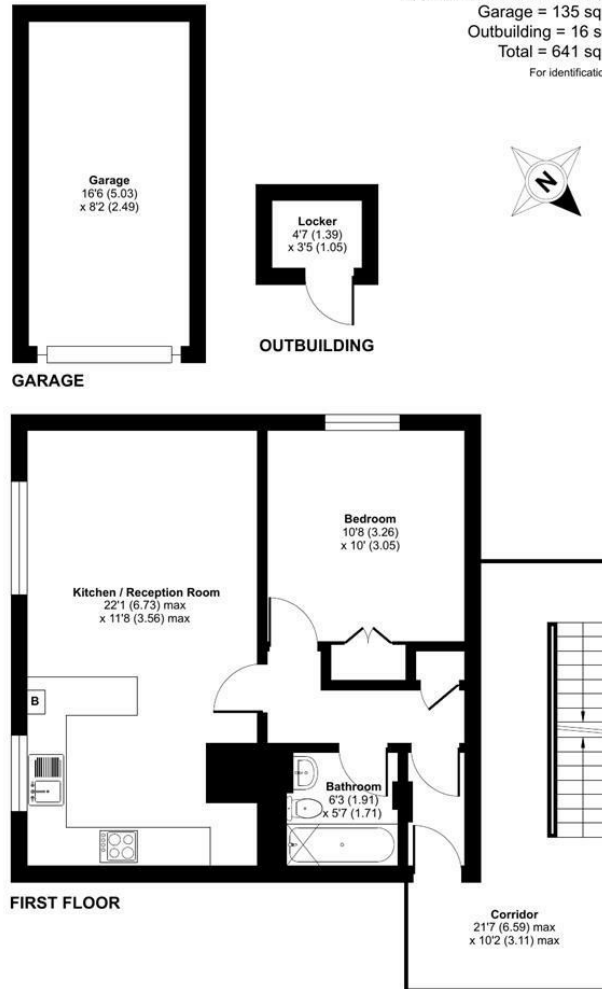 Garage = 135 sq
Outbuilding = 16 s
Total = 641 sq
For identificatio
Garage
16'6 (5.03)
x 8'2 (2.49)
N
Locker
4'7 (1.39)
x 3'5 (1.05)
OUTBUILDING
GARAGE
Bedroom
10'8 (3.26)
x 10' (3.05)
Kitchen / Reception Room
22'1 (6.73) max
x 11'8 (3.56) max
B
Bathroom
6'3 (1.91)
x 5'7 (1.71)
FIRST FLOOR
Corridor
21'7 (6.59) max
x 10'2 (3.11) max